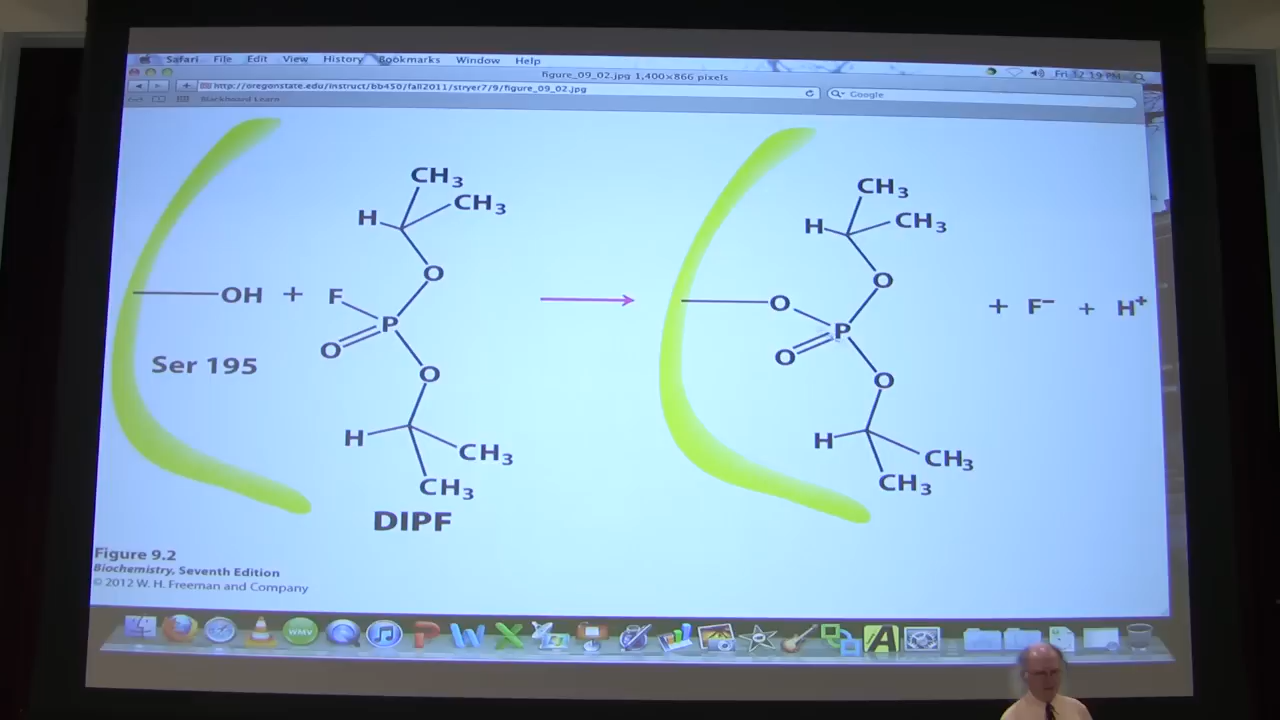 Safari File Edit View History Bookmarks Window Help
Fri 12:19 PM
figure_09_02.jpg 1,400×866 pixels
http://oregonstate.edu/instruct/bb450/fall2011/stryer7/9/figure_09_02.jpg
Google
Blackboard Learn
CH3
CH3
H
O
OH + F
P
O
O
Ser 195
H
CH3
CH3
DIPF
CH3
CH3
H
O
O
P
O
O
H
CH3
CH3
+ F− + H+
Figure 9.2
Biochemistry, Seventh Edition
© 2012 W. H. Freeman and Company
WMV